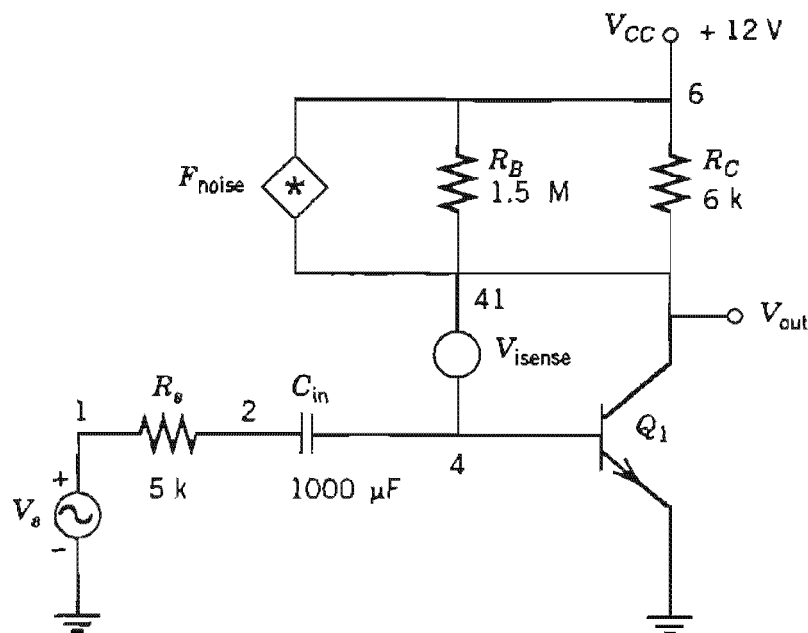 V_CC + 12 V
6
F_noise
*
R_B
1.5 M
R_C
6 k
41
V_out
V_isense
R_s
C_in
1
2
4
Q_1
5 k
1000 μF
+
V_s
-